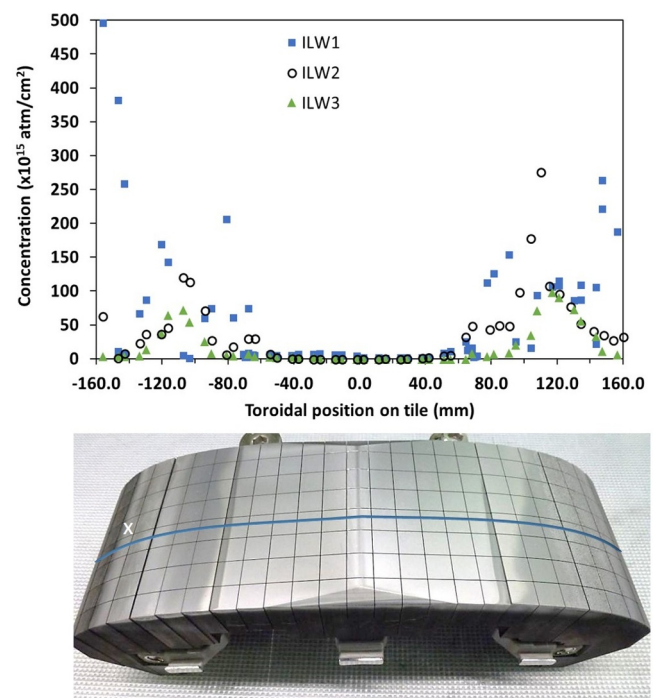 500
450
400
350
300
250
200
150
100
50
0
Concentration (x10¹⁵ atm/cm²)
ILW1
ILW2
ILW3
-160.0 -120.0 -80.0 -40.0 0.0 40.0 80.0 120.0 160.0
Toroidal position on tile (mm)
X